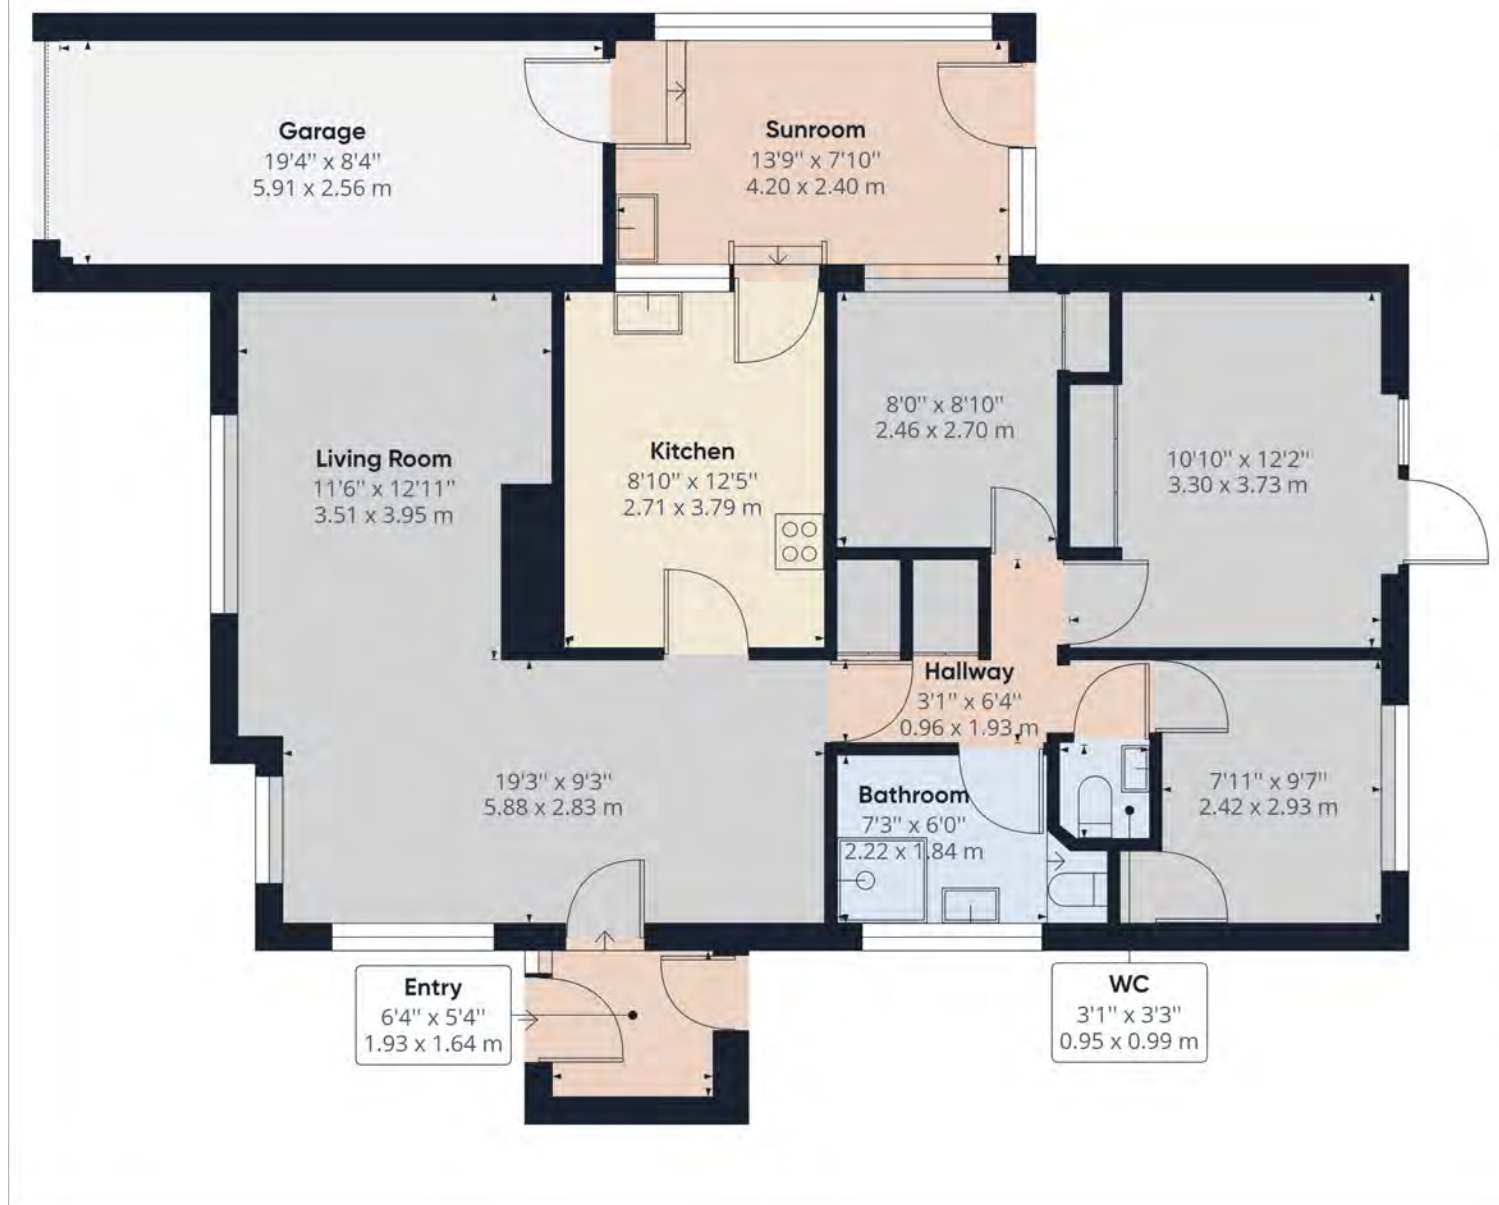 Garage
19'4" x 8'4"
5.91 x 2.56 m
Sunroom
13'9" x 7'10"
4.20 x 2.40 m
Living Room
11'6" x 12'11"
3.51 x 3.95 m
Kitchen
8'10" x 12'5"
2.71 x 3.79 m
8'0" x 8'10"
2.46 x 2.70 m
10'10" x 12'2"
3.30 x 3.73 m
Hallway
3'1" x 6'4"
0.96 x 1.93 m
19'3" x 9'3"
5.88 x 2.83 m
Bathroom
7'3" x 6'0"
2.22 x 1.84 m
7'11" x 9'7"
2.42 x 2.93 m
Entry
6'4" x 5'4"
1.93 x 1.64 m
WC
3'1" x 3'3"
0.95 x 0.99 m